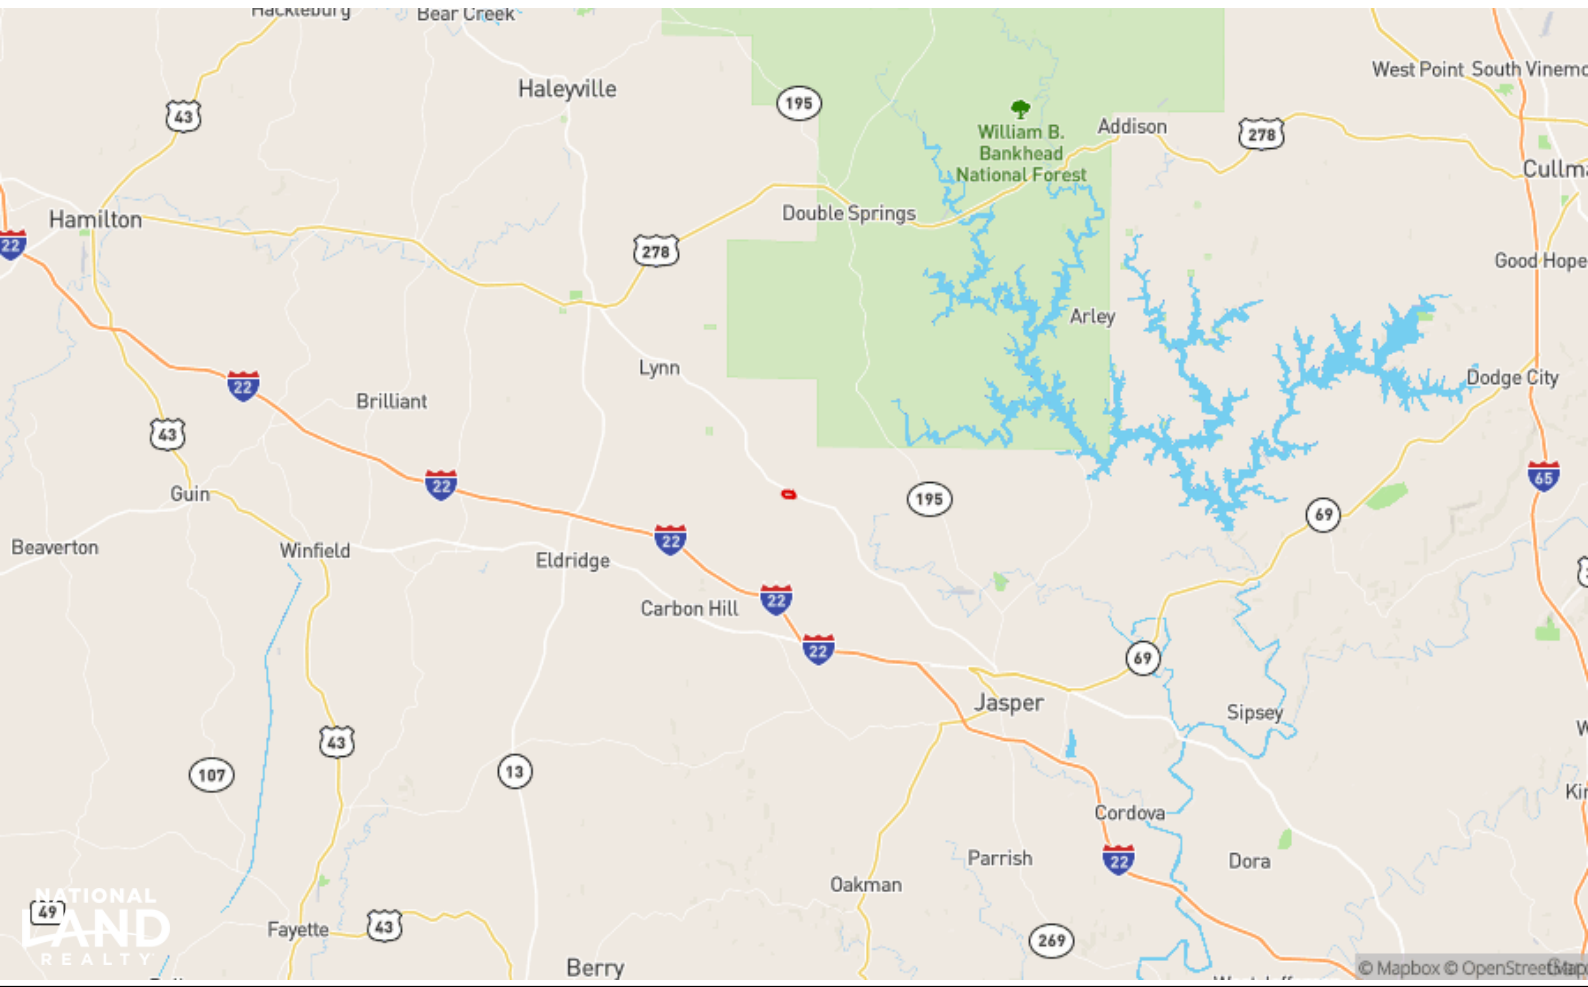 Hackleburg
Bear Creek
West Point
South Vinemo
Haleyville
195
43
William B.
Bankhead
National Forest
Addison
278
Cullma
Hamilton
Double Springs
22
278
Good Hope
Arley
Lynn
22
Dodge City
Brilliant
43
22
65
Guin
195
69
Beaverton
Winfield
22
Eldridge
22
Carbon Hill
22
69
Jasper
Sipsey
43
107
13
Kir
Cordova
22
Parrish
Dora
Oakman
NATIONAL
49
LAND
REALTY
Fayette
43
269
Berry
© Mapbox © OpenStreetMap